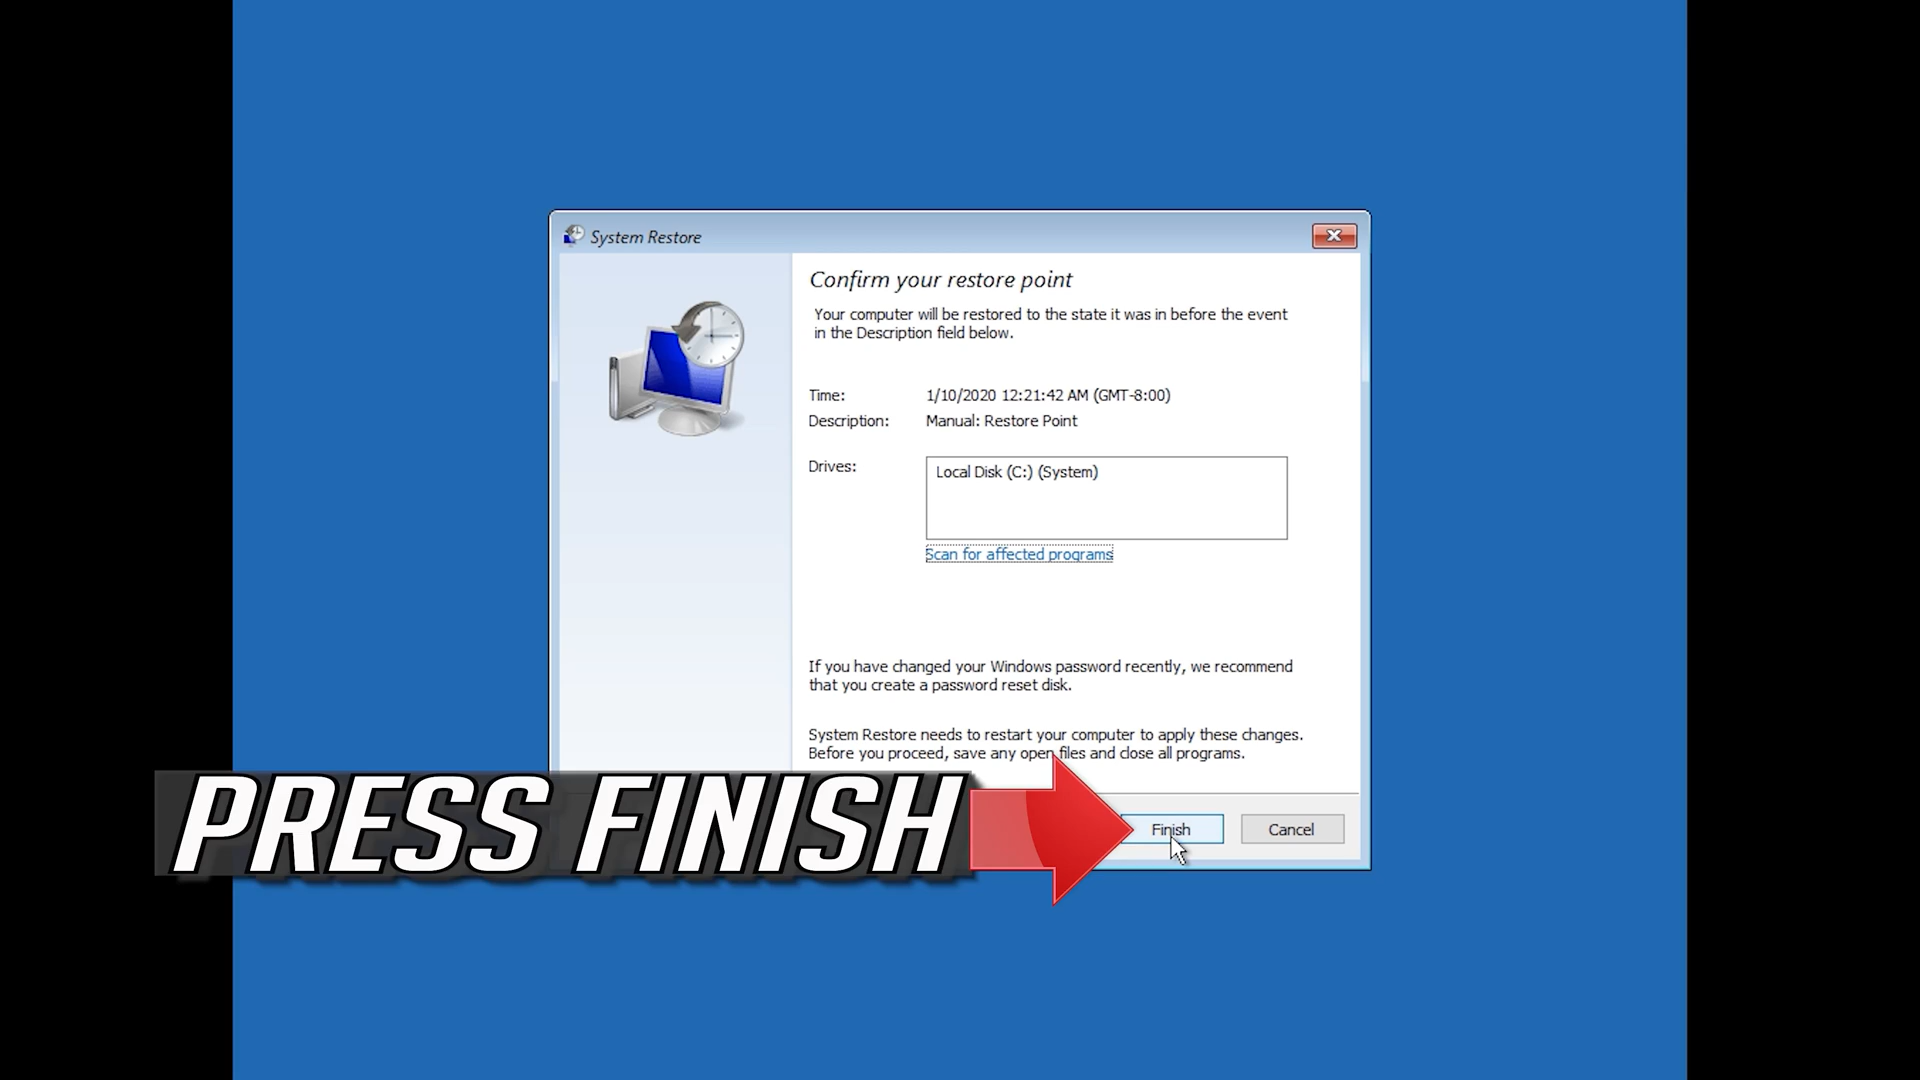 System Restore
Confirm your restore point
Your computer will be restored to the state it was in before the event
in the Description field below.
Time: 1/10/2020 12:21:42 AM (GMT-8:00)
Description: Manual: Restore Point
Drives: Local Disk (C:) (System)
Scan for affected programs
If you have changed your Windows password recently, we recommend
that you create a password reset disk.
System Restore needs to restart your computer to apply these changes.
Before you proceed, save any open files and close all programs.
PRESS FINISH
Finish
Cancel